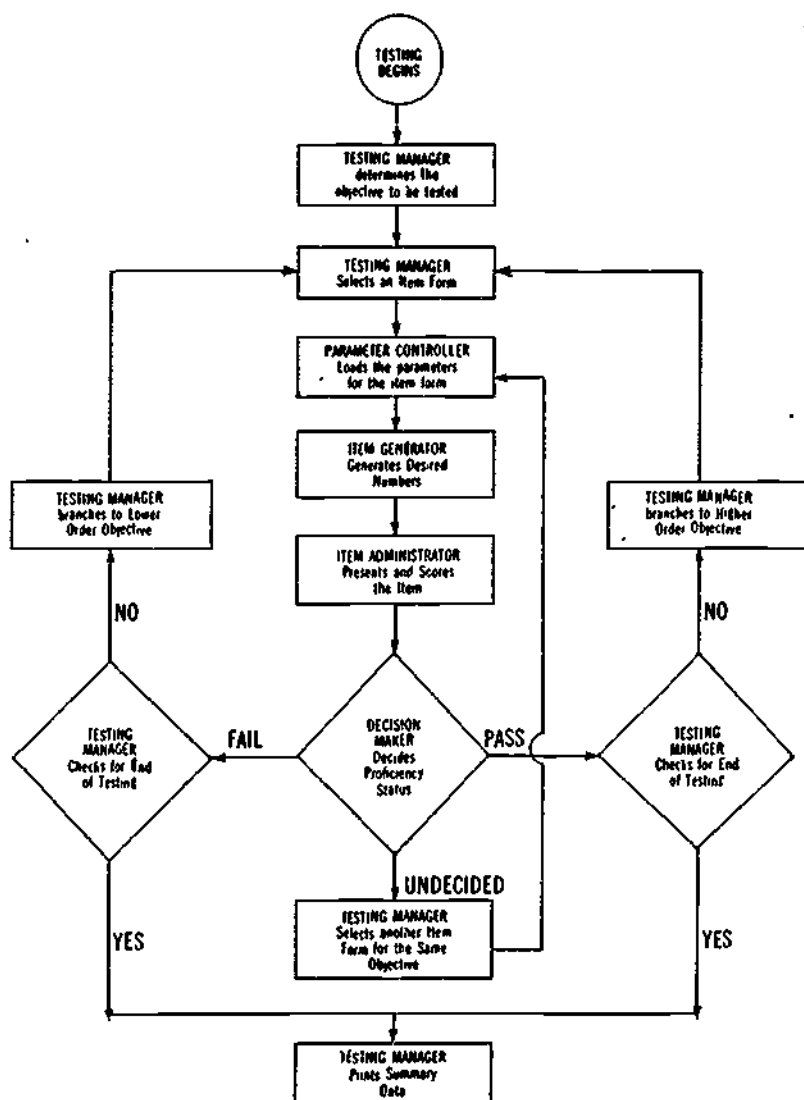 TESTING
BEGINS
TESTING MANAGER
determines the
objective to be tested
TESTING MANAGER
Selects an Item Form
PARAMETER CONTROLLER
Loads the parameters
for the item form
ITEM GENERATOR
Generates Desired
Numbers
TESTING MANAGER
branches to Lower
Order Objective
TESTING MANAGER
branches to Higher
Order Objective
ITEM ADMINISTRATOR
Presents and Scores
the Item
NO
NO
TESTING
MANAGER
Checks for End
of Testing
FAIL
DECISION
MAKER
Decides
Proficiency
Status
PASS
TESTING
MANAGER
Checks for End
of Testing
UNDECIDED
TESTING MANAGER
Selects another Item
Form for the Same
Objective
YES
YES
TESTING MANAGER
Prints Summary
Data